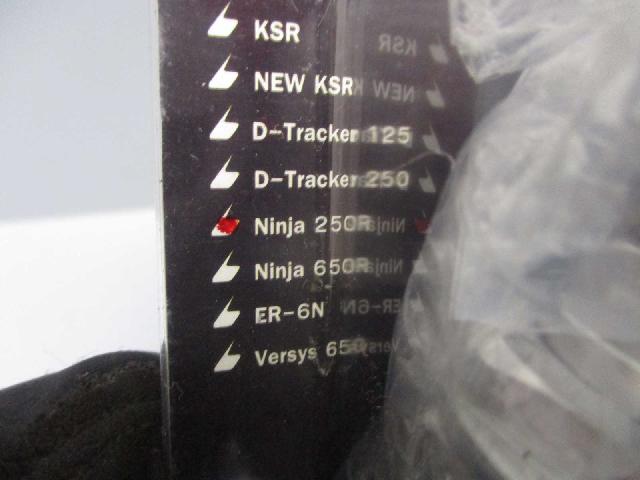 KSR
NEW KSR
D-Tracker 125
D-Tracker 250
Ninja 250R
Ninja 650R
ER-6N
Versys 650